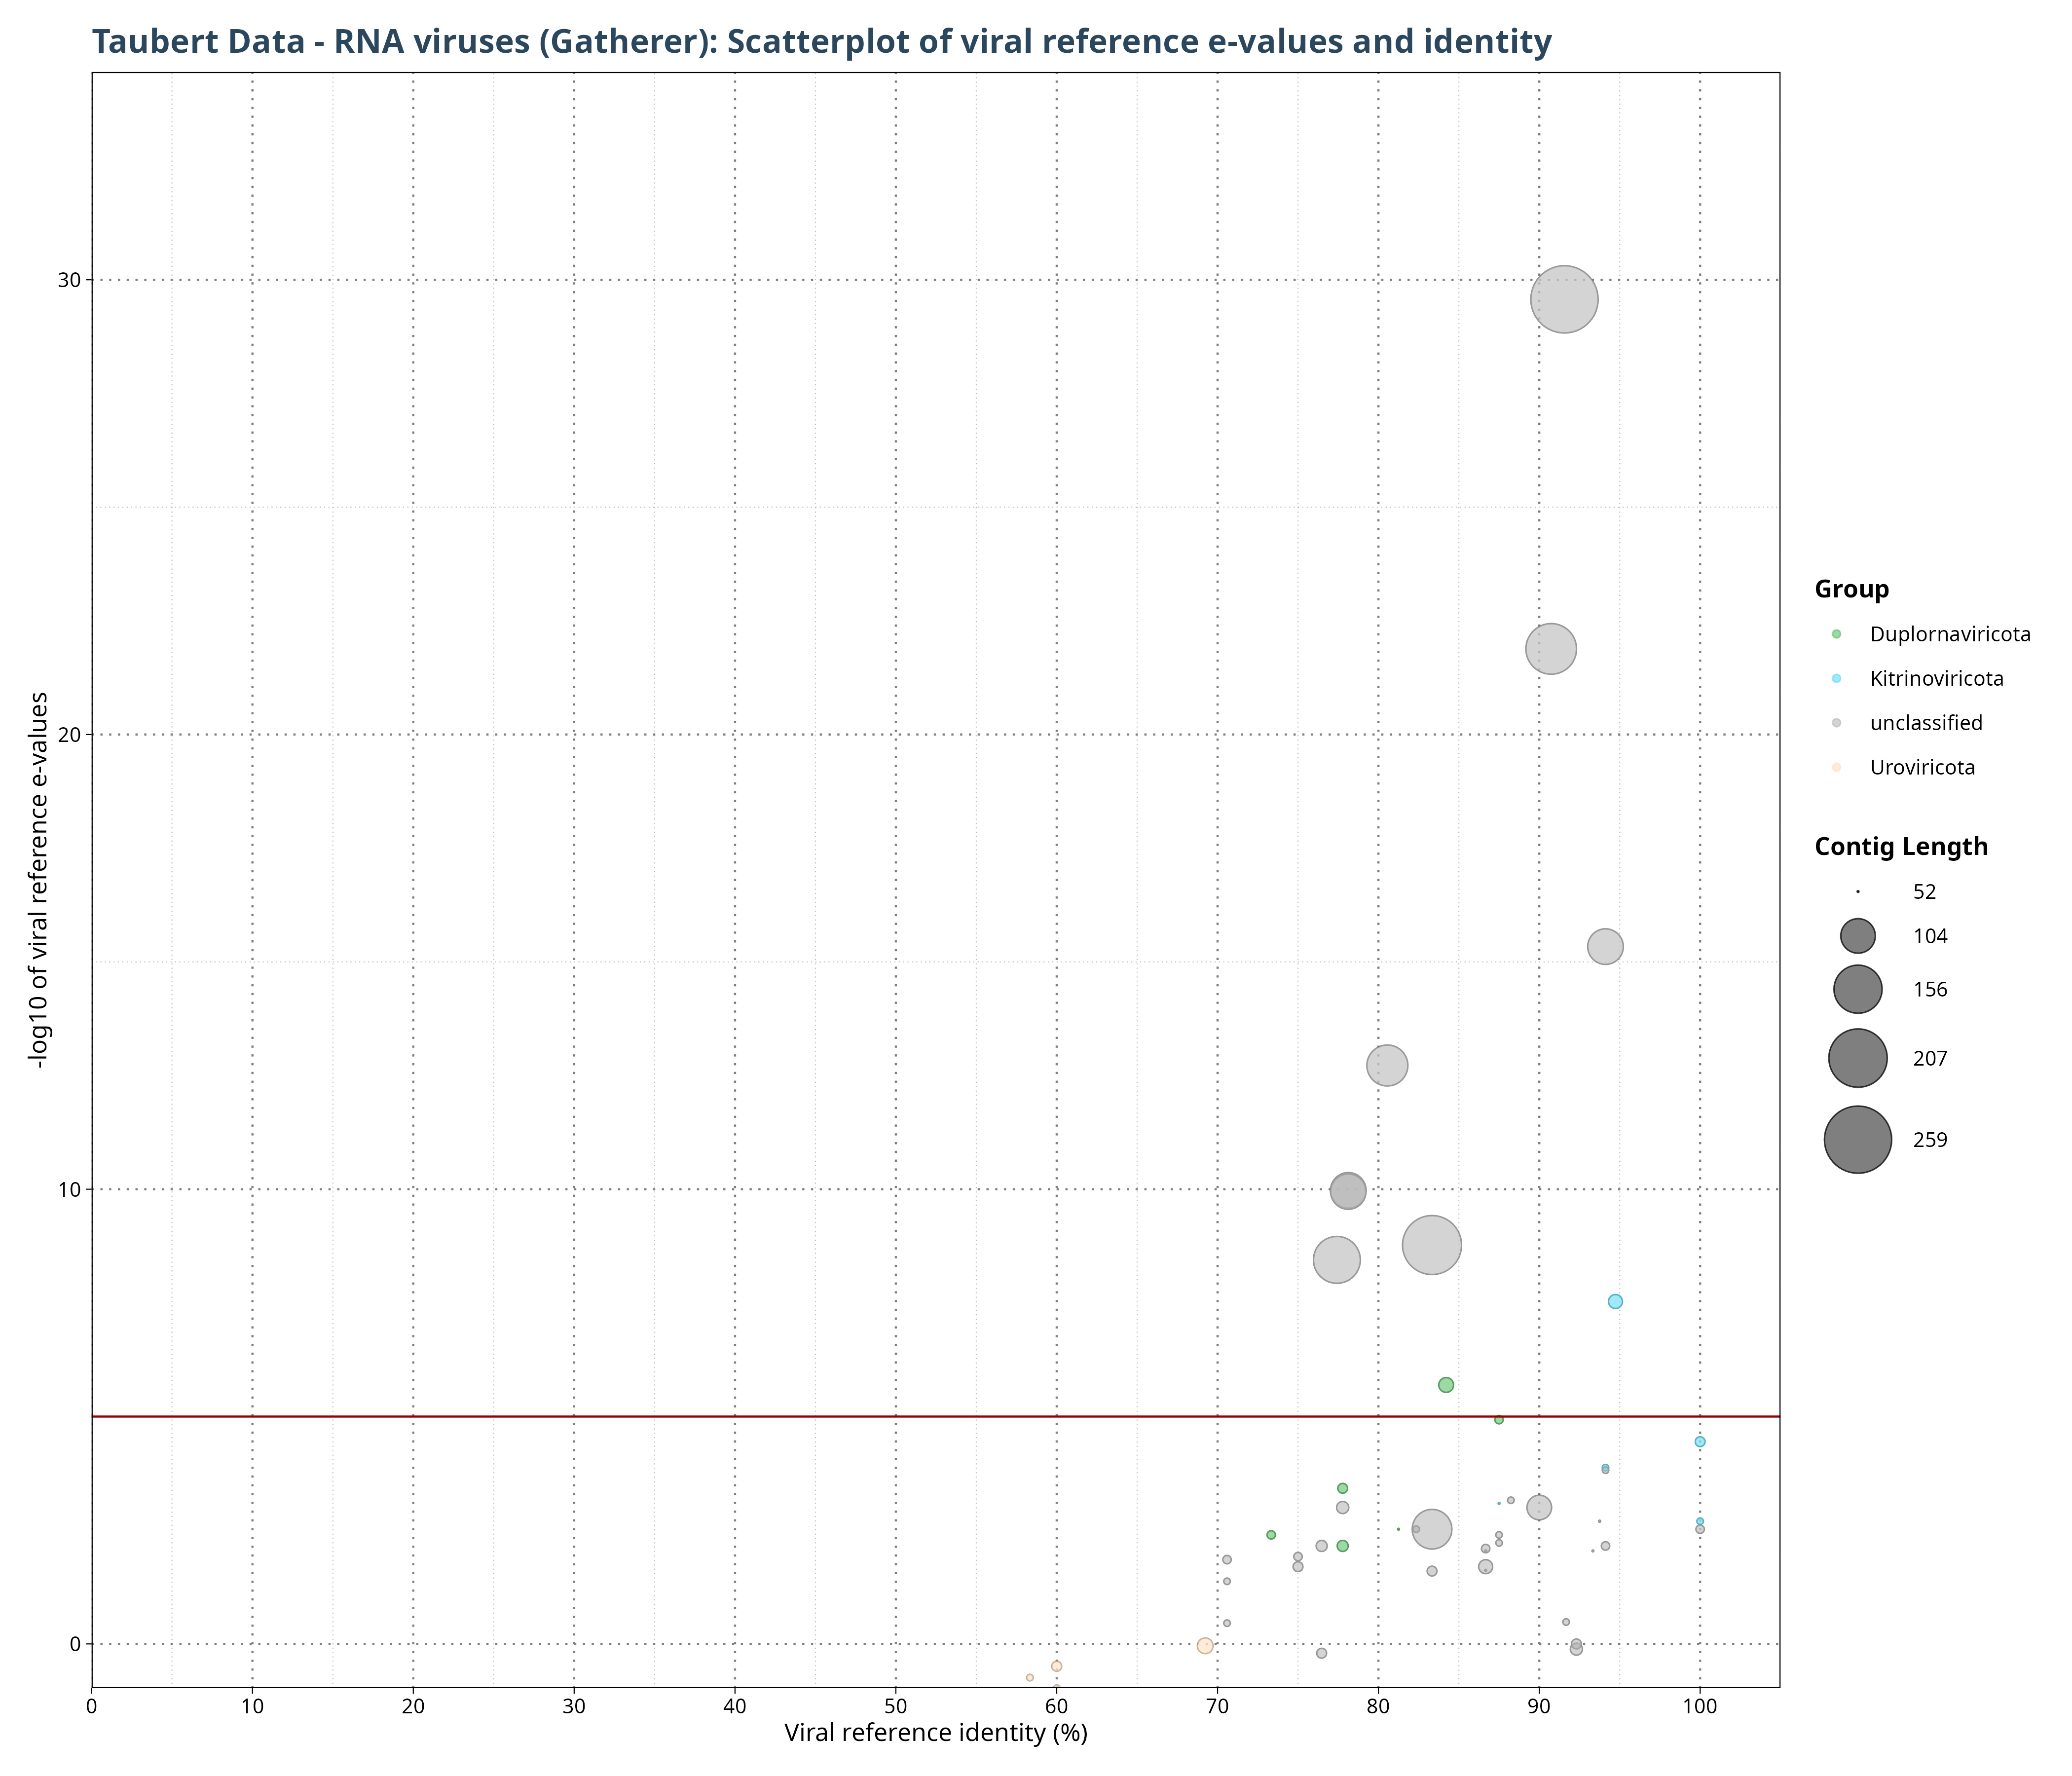 Taubert Data - RNA viruses (Gatherer): Scatterplot of viral reference e-values and identity
-log10 of viral reference e-values
30
20
10
0
0 10 20 30 40 50 60 70 80 90 100
Viral reference identity (%)
Group
Duplornaviricota
Kitrinoviricota
unclassified
Uroviricota
Contig Length
52
104
156
207
259